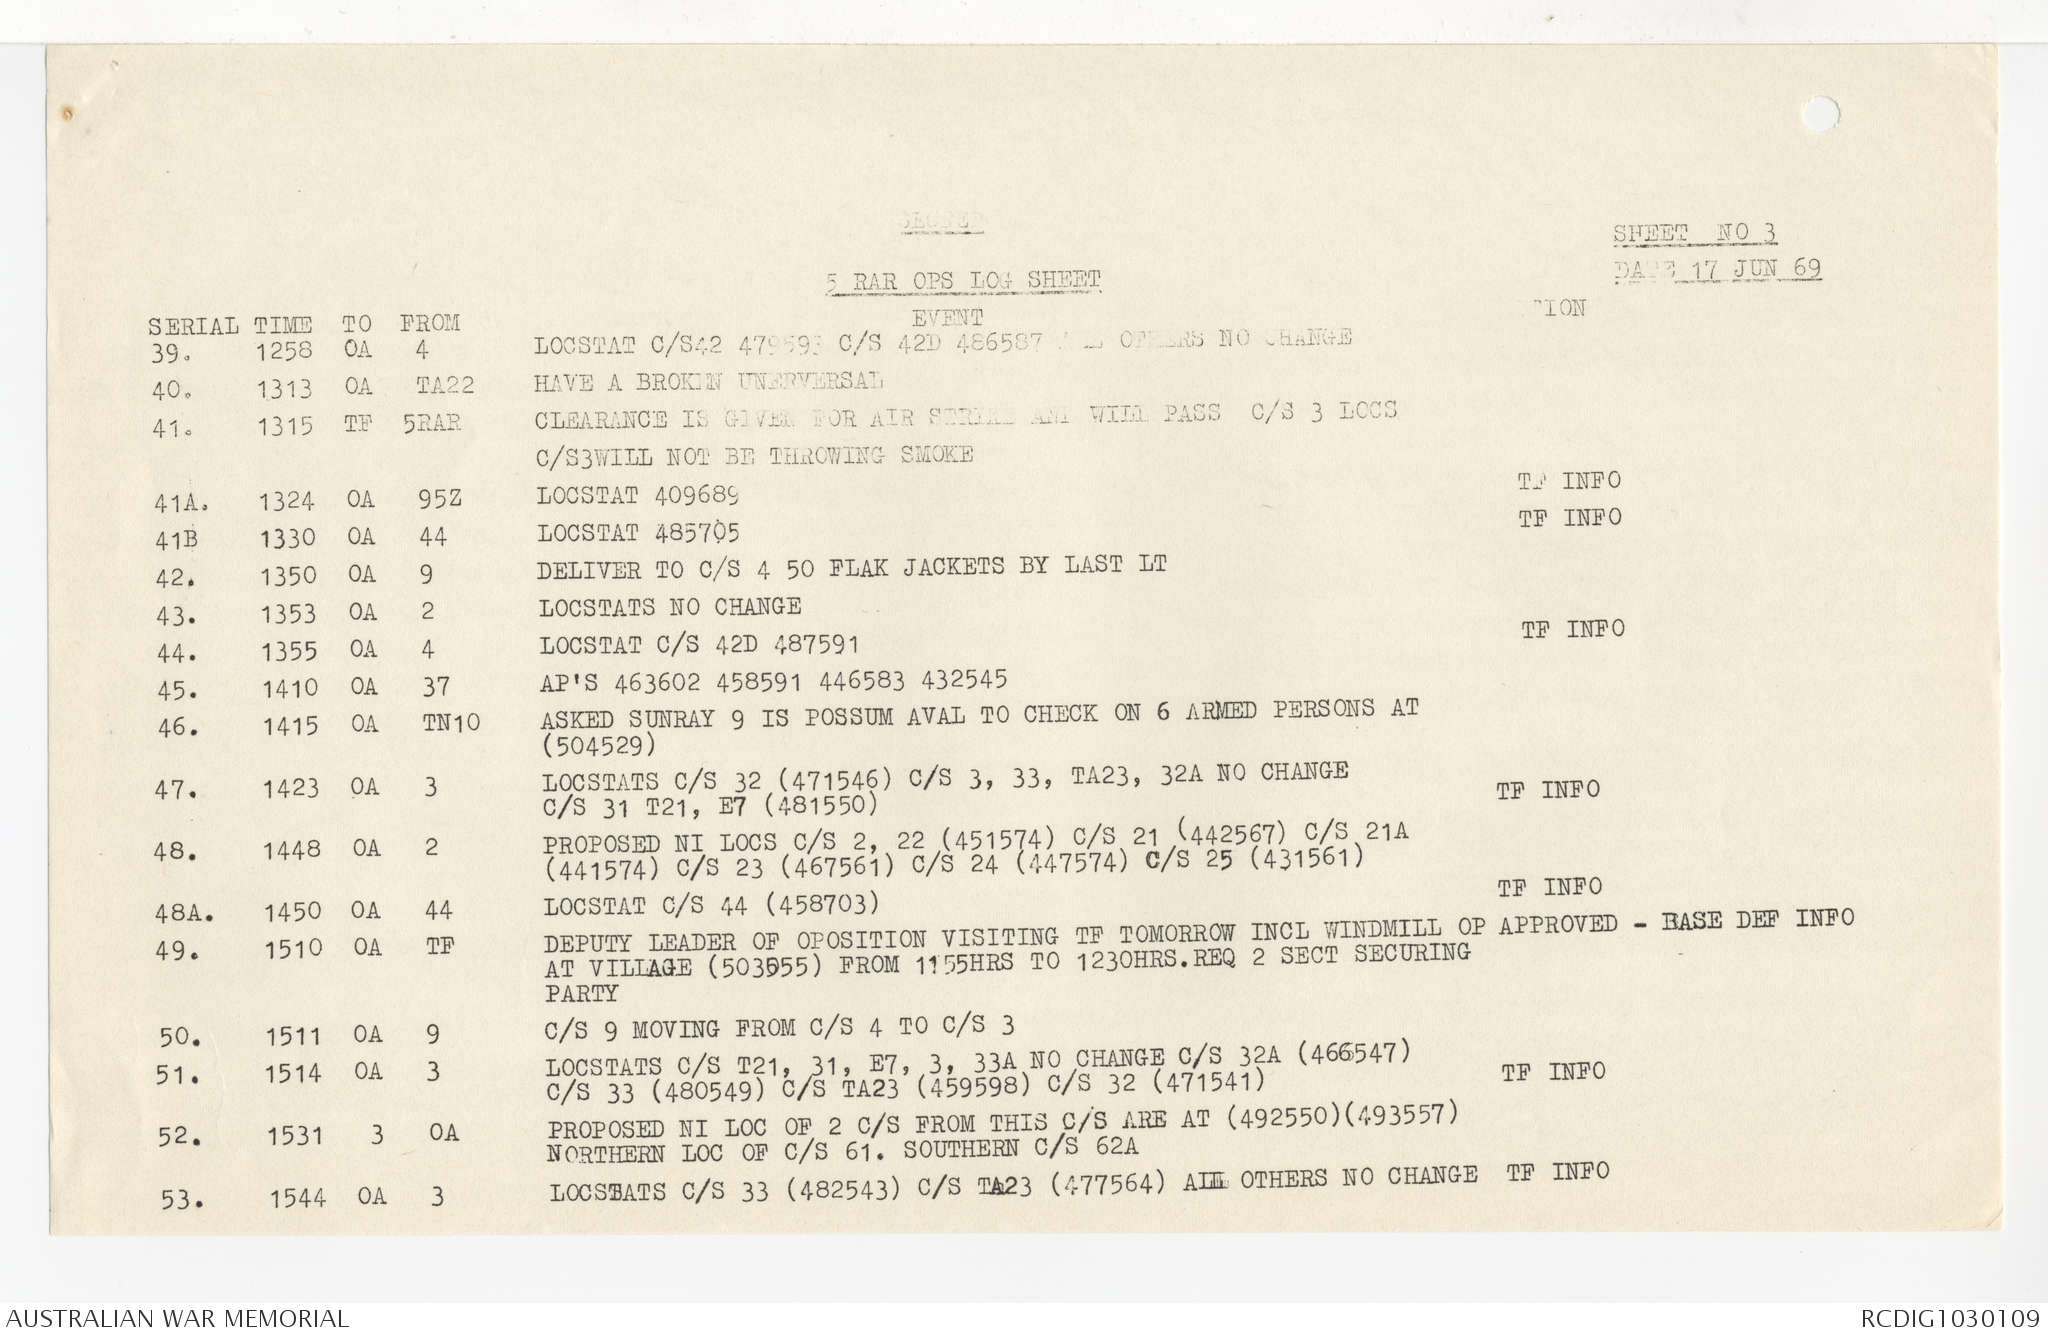 SHEET NO 3
5 RAR OPS LOG SHEET
DATE 17 JUN 69
SERIAL TIME TO FROM EVENT
39. 1258 OA 4 LOCSTAT C/S42 C/S 42D 486587 OTHERS NO CHANGE
40. 1313 OA TA22 HAVE A BROKEN UNERVERSAL
41. 1315 TF 5RAR CLEARANCE IS GIVEN FOR AIR STRIKE AND WILL PASS C/S 3 LOCS
C/S3WILL NOT BE THROWING SMOKE
41A. 1324 OA 95Z LOCSTAT 409689 TF INFO
41B 1330 OA 44 LOCSTAT 485705 TF INFO
42. 1350 OA 9 DELIVER TO C/S 4 50 FLAK JACKETS BY LAST LT
43. 1353 OA 2 LOCSTATS NO CHANGE
44. 1355 OA 4 LOCSTAT C/S 42D 487591 TF INFO
45. 1410 OA 37 AP'S 463602 458591 446583 432545
46. 1415 OA TN10 ASKED SUNRAY 9 IS POSSUM AVAL TO CHECK ON 6 ARMED PERSONS AT
(504529)
47. 1423 OA 3 LOCSTATS C/S 32 (471546) C/S 3, 33, TA23, 32A NO CHANGE
C/S 31 T21, E7 (481550) TF INFO
48. 1448 OA 2 PROPOSED NI LOCS C/S 2, 22 (451574) C/S 21 (442567) C/S 21A
(441574) C/S 23 (467561) C/S 24 (447574) C/S 25 (431561)
48A. 1450 OA 44 LOCSTAT C/S 44 (458703) TF INFO
49. 1510 OA TF DEPUTY LEADER OF OPOSITION VISITING TF TOMORROW INCL WINDMILL OP APPROVED - BASE DEF INFO
AT VILLAGE (503555) FROM 1155HRS TO 1230HRS.REQ 2 SECT SECURING
PARTY
50. 1511 OA 9 C/S 9 MOVING FROM C/S 4 TO C/S 3
51. 1514 OA 3 LOCSTATS C/S T21, 31, E7, 3, 33A NO CHANGE C/S 32A (466547)
C/S 33 (480549) C/S TA23 (459598) C/S 32 (471541) TF INFO
52. 1531 3 OA PROPOSED NI LOC OF 2 C/S FROM THIS C/S ARE AT (492550)(493557)
NORTHERN LOC OF C/S 61. SOUTHERN C/S 62A
53. 1544 OA 3 LOCSTATS C/S 33 (482543) C/S TA23 (477564) ALL OTHERS NO CHANGE TF INFO
AUSTRALIAN WAR MEMORIAL RCDIG1030109